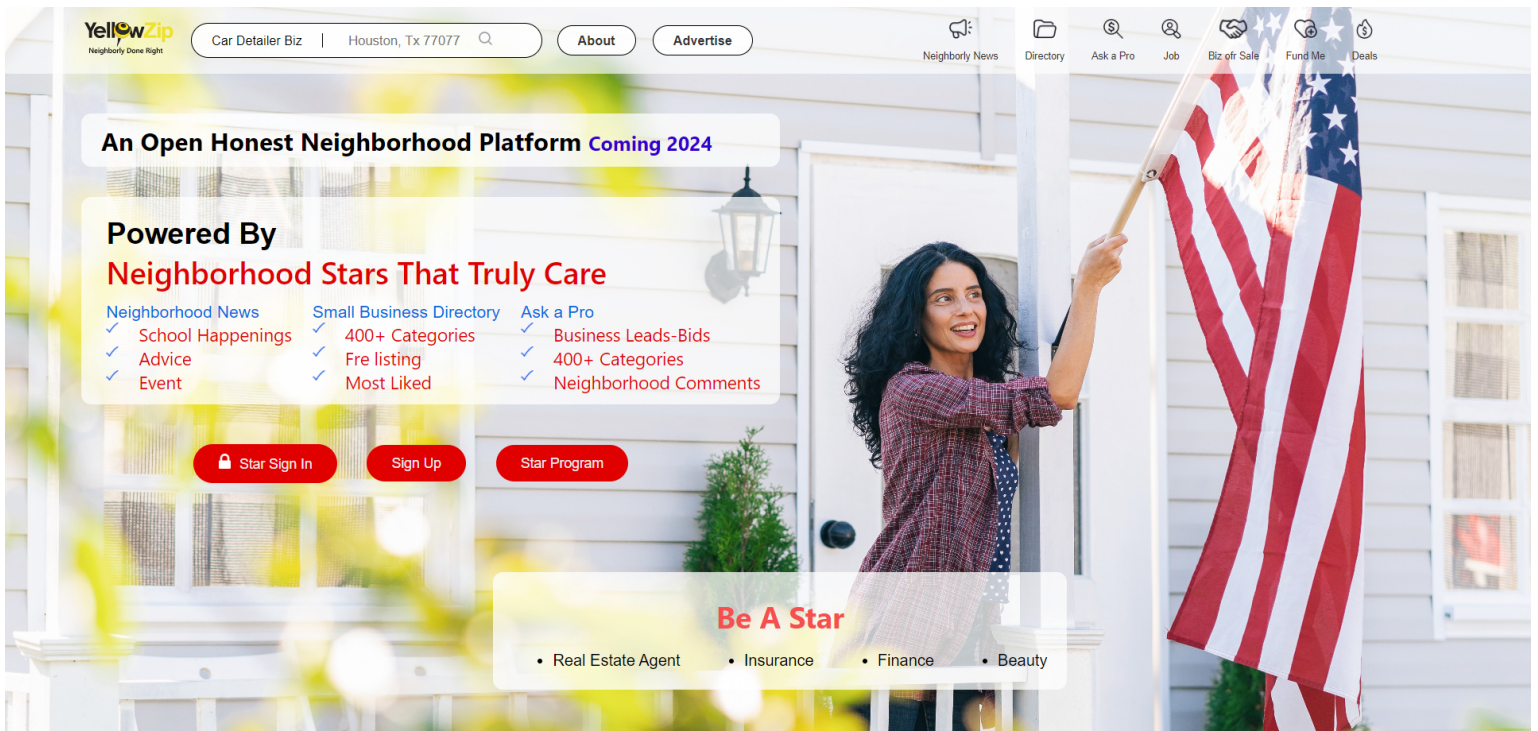 YellowZip
Neighborly Done Right
Car Detailer Biz | Houston, Tx 77077
About
Advertise
Neighborly News
Directory
Ask a Pro
Job
Biz ofr Sale
Fund Me
Deals
An Open Honest Neighborhood Platform Coming 2024
Powered By
Neighborhood Stars That Truly Care
Neighborhood News
School Happenings
Advice
Event
Small Business Directory
400+ Categories
Fre listing
Most Liked
Ask a Pro
Business Leads-Bids
400+ Categories
Neighborhood Comments
Star Sign In
Sign Up
Star Program
Be A Star
• Real Estate Agent • Insurance • Finance • Beauty